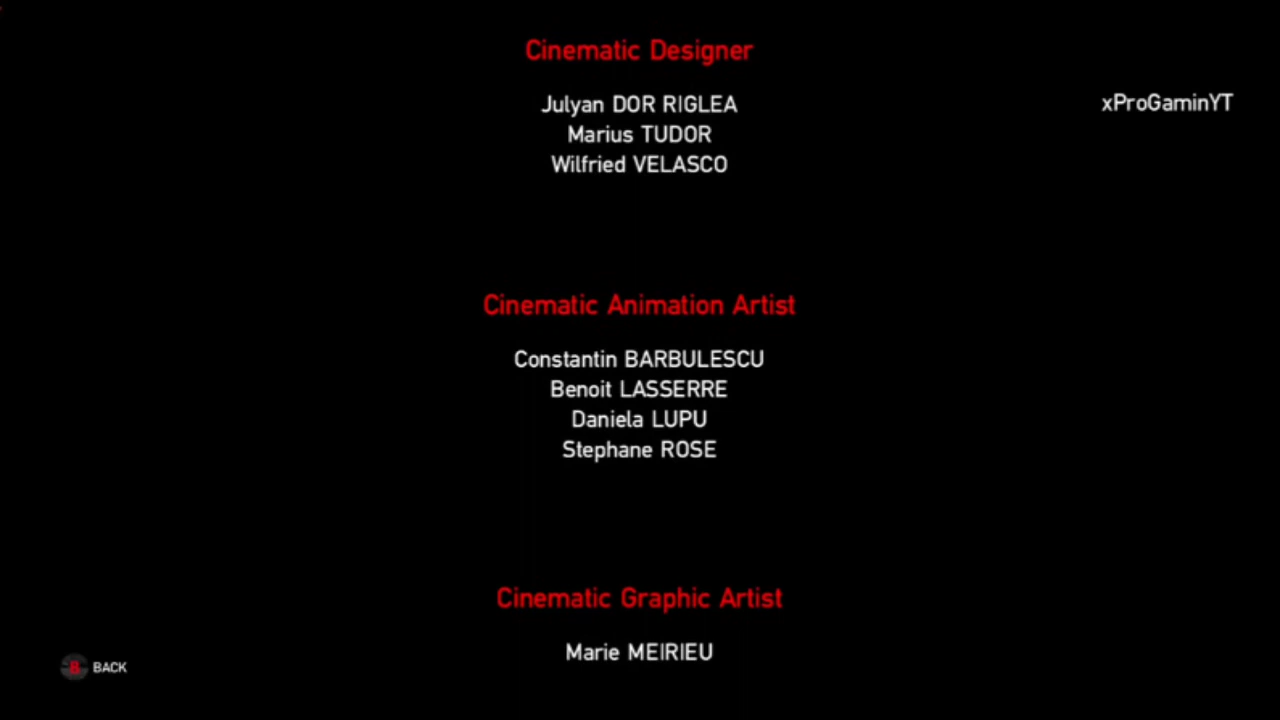 Cinematic Designer
Julyan DOR RIGLEA
xProGaminYT
Marius TUDOR
Wilfried VELASCO
Cinematic Animation Artist
Constantin BARBULESCU
Benoit LASSERRE
Daniela LUPU
Stephane ROSE
Cinematic Graphic Artist
Marie MEIRIEU
B BACK